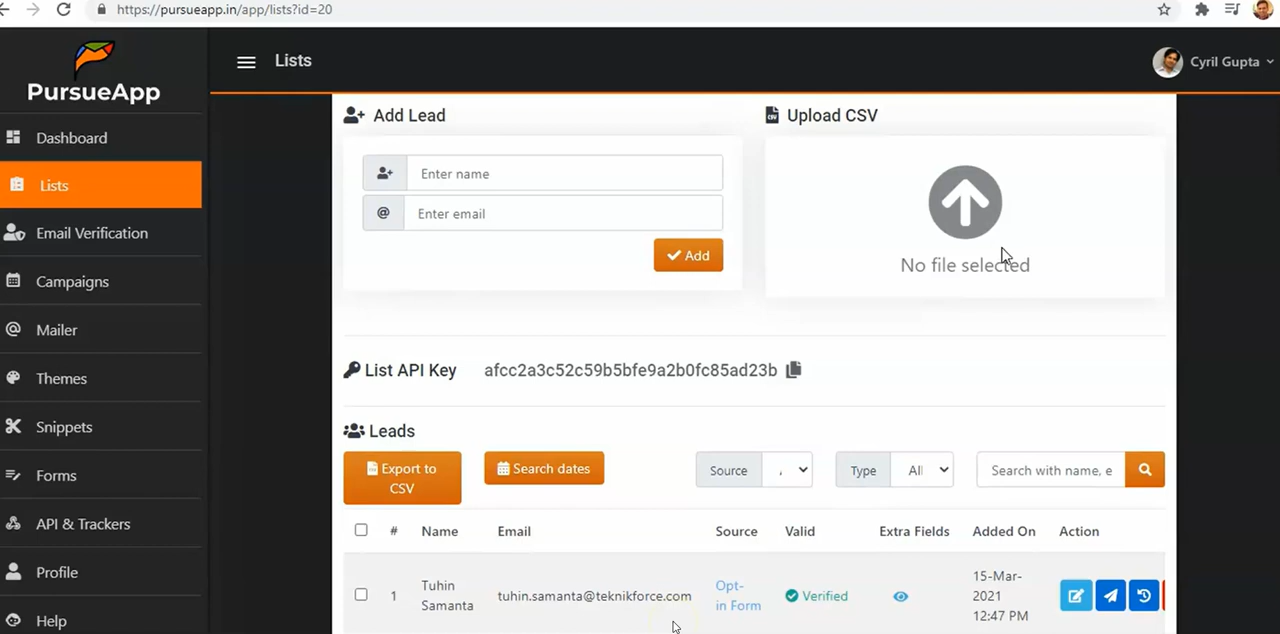 https://pursueapp.in/app/lists?id=20
PursueApp
Lists
Cyril Gupta
Dashboard
Lists
Email Verification
Campaigns
Mailer
Themes
Snippets
Forms
API & Trackers
Profile
Help
Add Lead
Enter name
@ Enter email
Add
Upload CSV
No file selected
List API Key afcc2a3c52c59b5bfe9a2b0fc85ad23b
Leads
Export to
CSV
Search dates
Source
Type All
Search with name, e
# Name Email Source Valid Extra Fields Added On Action
1 Tuhin
Samanta
tuhin.samanta@teknikforce.com
Opt-
in Form
Verified
15-Mar-
2021
12:47 PM